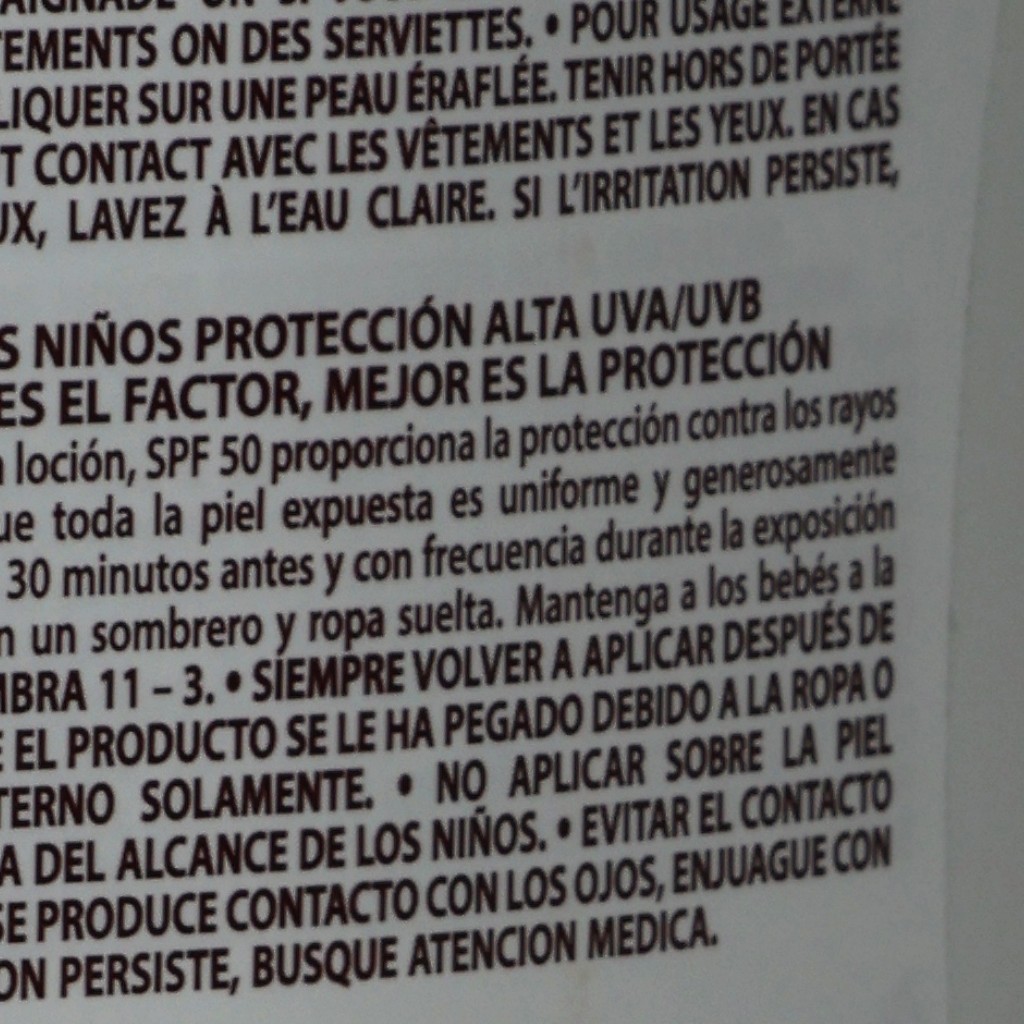 TEMENTS ON DES SERVIETTES. • POUR USAGE EXTERNE
LIQUER SUR UNE PEAU ÉRAFLÉE. TENIR HORS DE PORTÉE
T CONTACT AVEC LES VÊTEMENTS ET LES YEUX. EN CAS
UX, LAVEZ À L'EAU CLAIRE. SI L'IRRITATION PERSISTE,
S NIÑOS PROTECCIÓN ALTA UVA/UVB
ES EL FACTOR, MEJOR ES LA PROTECCIÓN
loción, SPF 50 proporciona la protección contra los rayos
ue toda la piel expuesta es uniforme y generosamente
30 minutos antes y con frecuencia durante la exposición
n un sombrero y ropa suelta. Mantenga a los bebés a la
MBRA 11 – 3. • SIEMPRE VOLVER A APLICAR DESPUÉS DE
E EL PRODUCTO SE LE HA PEGADO DEBIDO A LA ROPA O
TERNO SOLAMENTE. • NO APLICAR SOBRE LA PIEL
A DEL ALCANCE DE LOS NIÑOS. • EVITAR EL CONTACTO
SE PRODUCE CONTACTO CON LOS OJOS, ENJUAGUE CON
ON PERSISTE, BUSQUE ATENCION MEDICA.